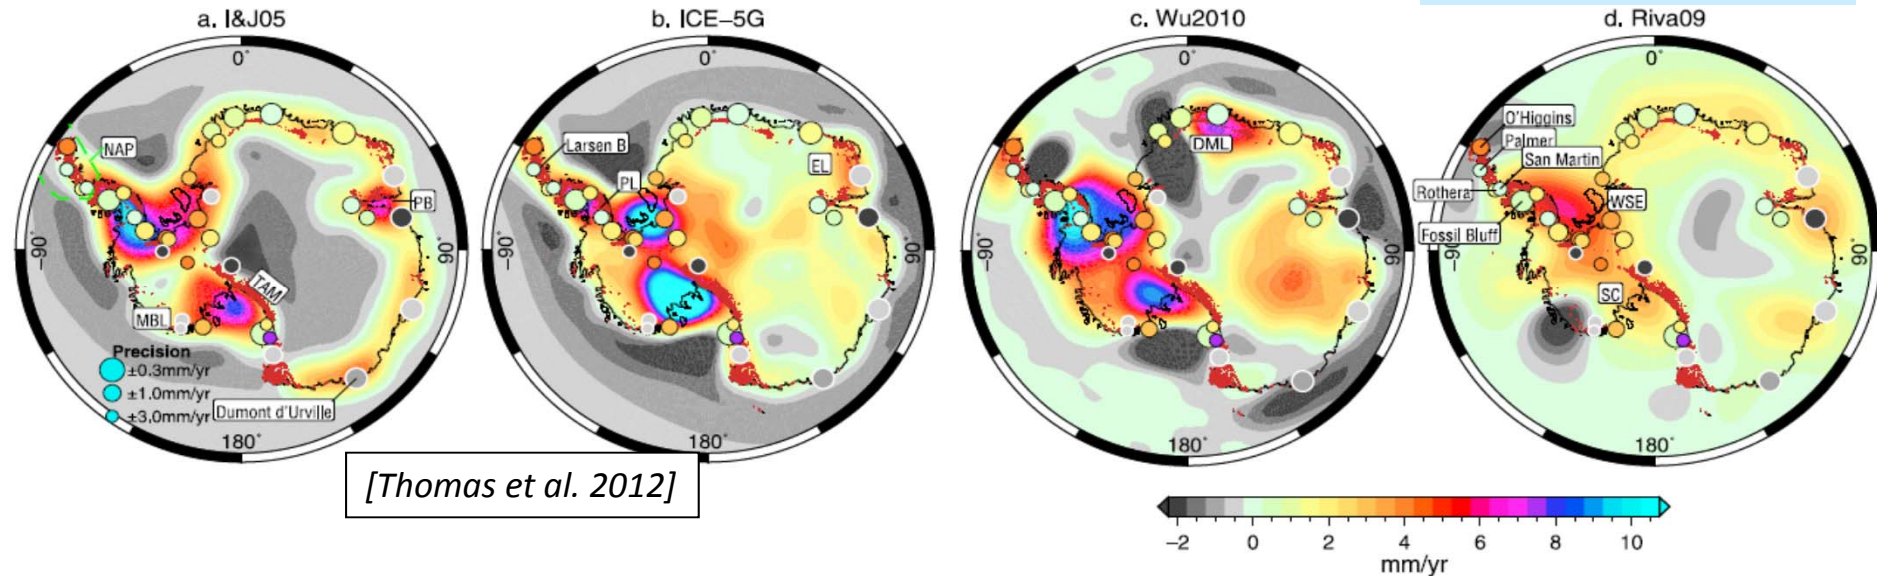 a. I&J05
0°
NAP
PB
−90°
90°
TAM
MBL
Precision
±0.3mm/yr
±1.0mm/yr
±3.0mm/yr
Dumont d'Urville
180°
b. ICE−5G
0°
Larsen B
PL
EL
−90°
90°
180°
c. Wu2010
0°
DML
−90°
90°
180°
d. Riva09
0°
O'Higgins
Palmer
San Martin
Rothera
WSE
Fossil Bluff
−90°
90°
SC
180°
[Thomas et al. 2012]
−2 0 2 4 6 8 10
mm/yr